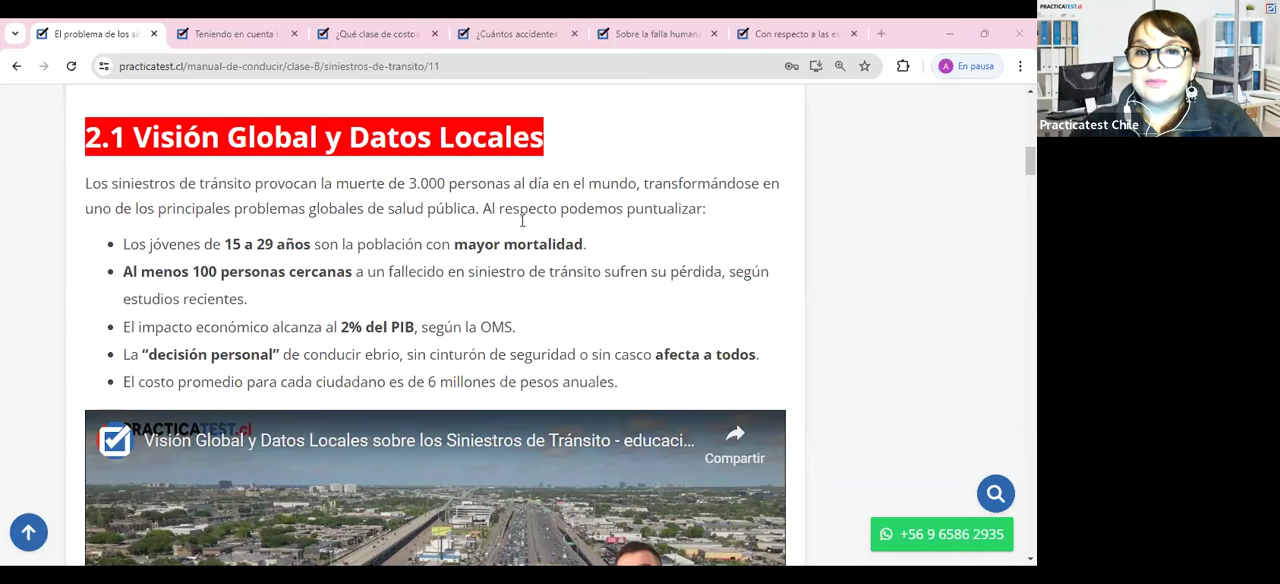 El problema de los si
Teniendo en cuenta l
¿Qué clase de costos
¿Cuántos accidentes
Sobre la falla humana
Con respecto a las es
practicatest.cl/manual-de-conducir/clase-B/siniestros-de-transito/11
A
En pausa
PRACTICATEST.cl
Practicatest Chile
2.1 Visión Global y Datos Locales
Los siniestros de tránsito provocan la muerte de 3.000 personas al día en el mundo, transformándose en
uno de los principales problemas globales de salud pública. Al respecto podemos puntualizar:
Los jóvenes de 15 a 29 años son la población con mayor mortalidad.
Al menos 100 personas cercanas a un fallecido en siniestro de tránsito sufren su pérdida, según
estudios recientes.
El impacto económico alcanza al 2% del PIB, según la OMS.
La “decisión personal” de conducir ebrio, sin cinturón de seguridad o sin casco afecta a todos.
El costo promedio para cada ciudadano es de 6 millones de pesos anuales.
PRACTICATEST.cl
Visión Global y Datos Locales sobre los Siniestros de Tránsito - educaci...
Compartir
+56 9 6586 2935